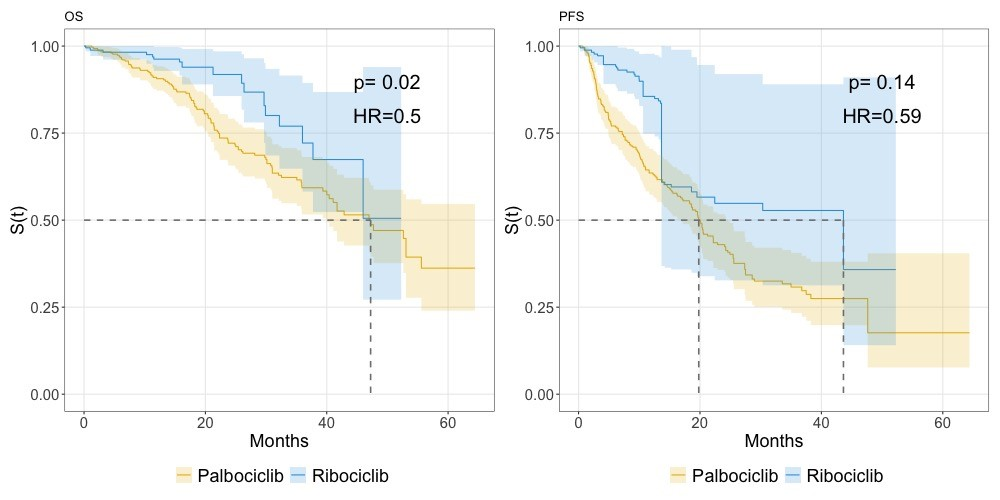 OS
1.00
0.75
0.50
0.25
0.00
S(t)
p= 0.02
HR=0.5
0 20 40 60
Months
Palbociclib Ribociclib
PFS
1.00
0.75
0.50
0.25
0.00
S(t)
p= 0.14
HR=0.59
0 20 40 60
Months
Palbociclib Ribociclib